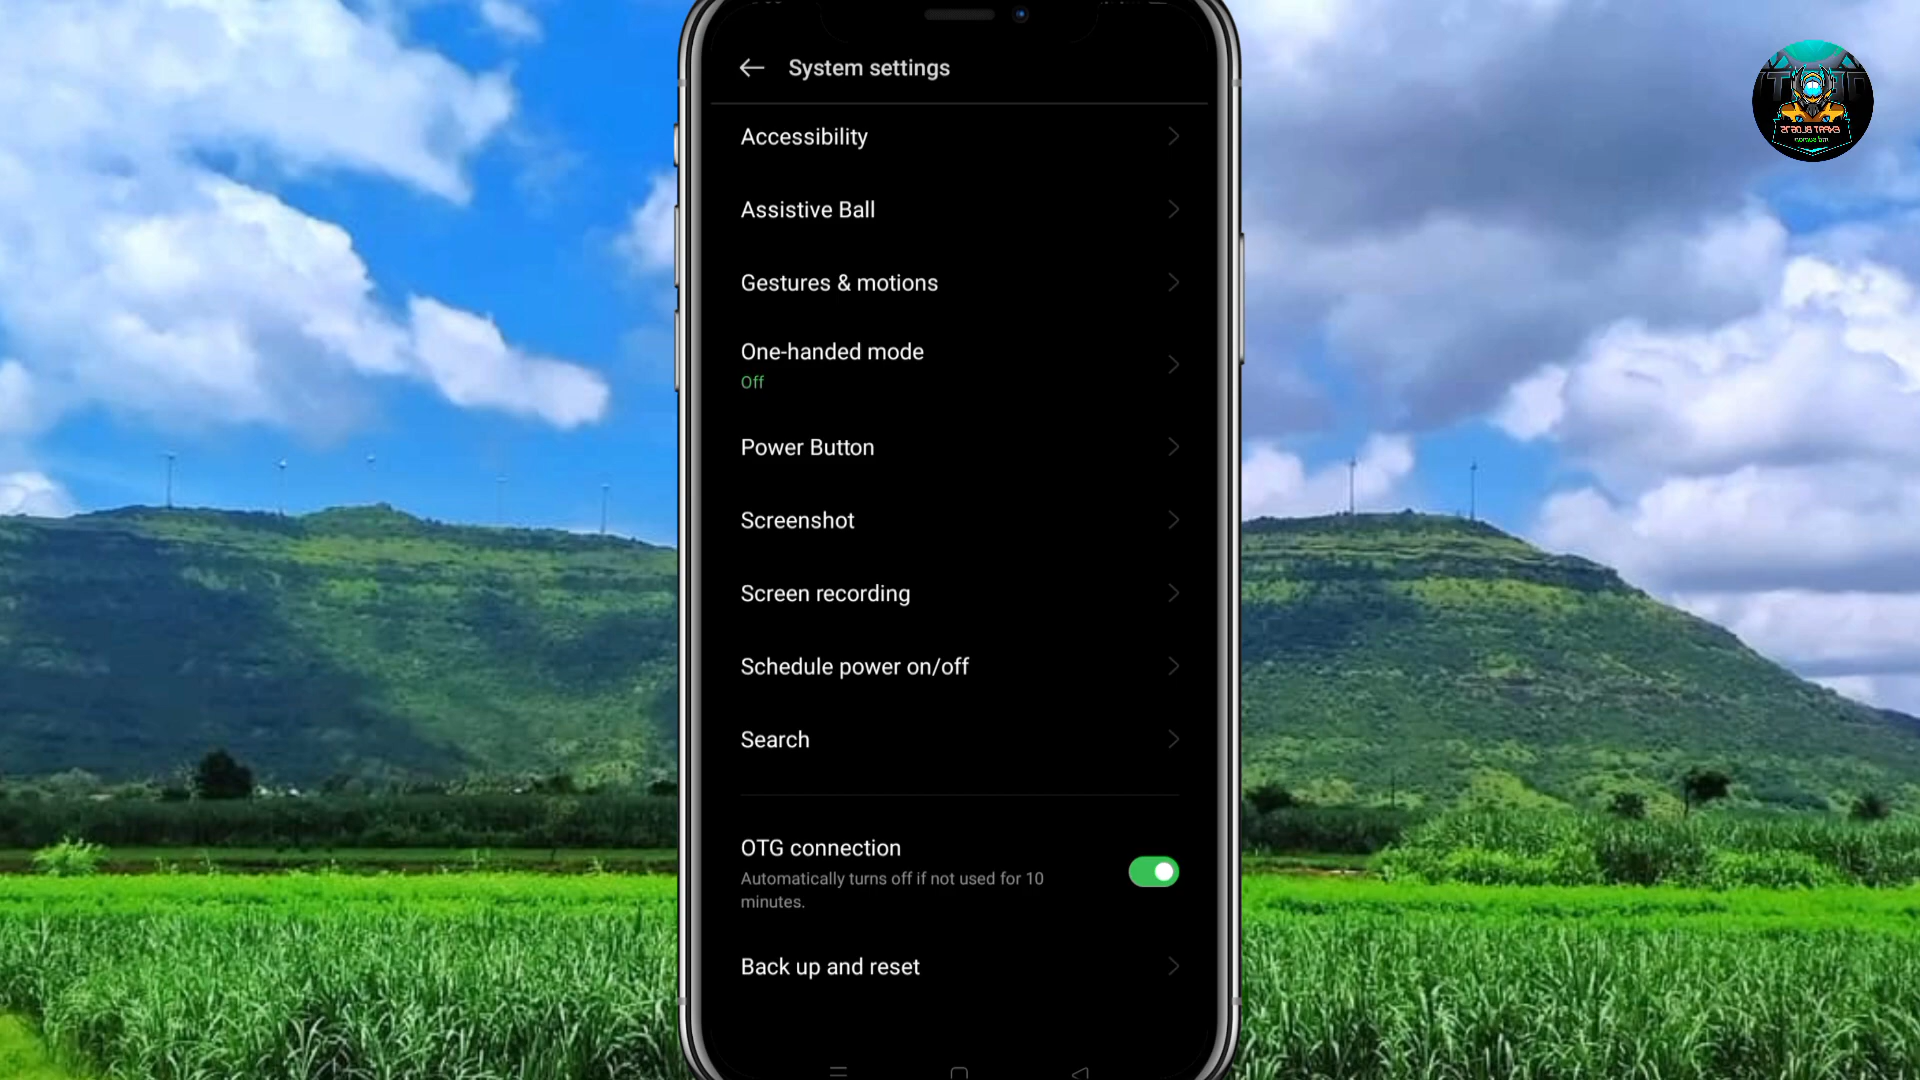 System settings
Accessibility
Assistive Ball
Gestures & motions
One-handed mode
Off
Power Button
Screenshot
Screen recording
Schedule power on/off
Search
OTG connection
Automatically turns off if not used for 10
minutes.
Back up and reset